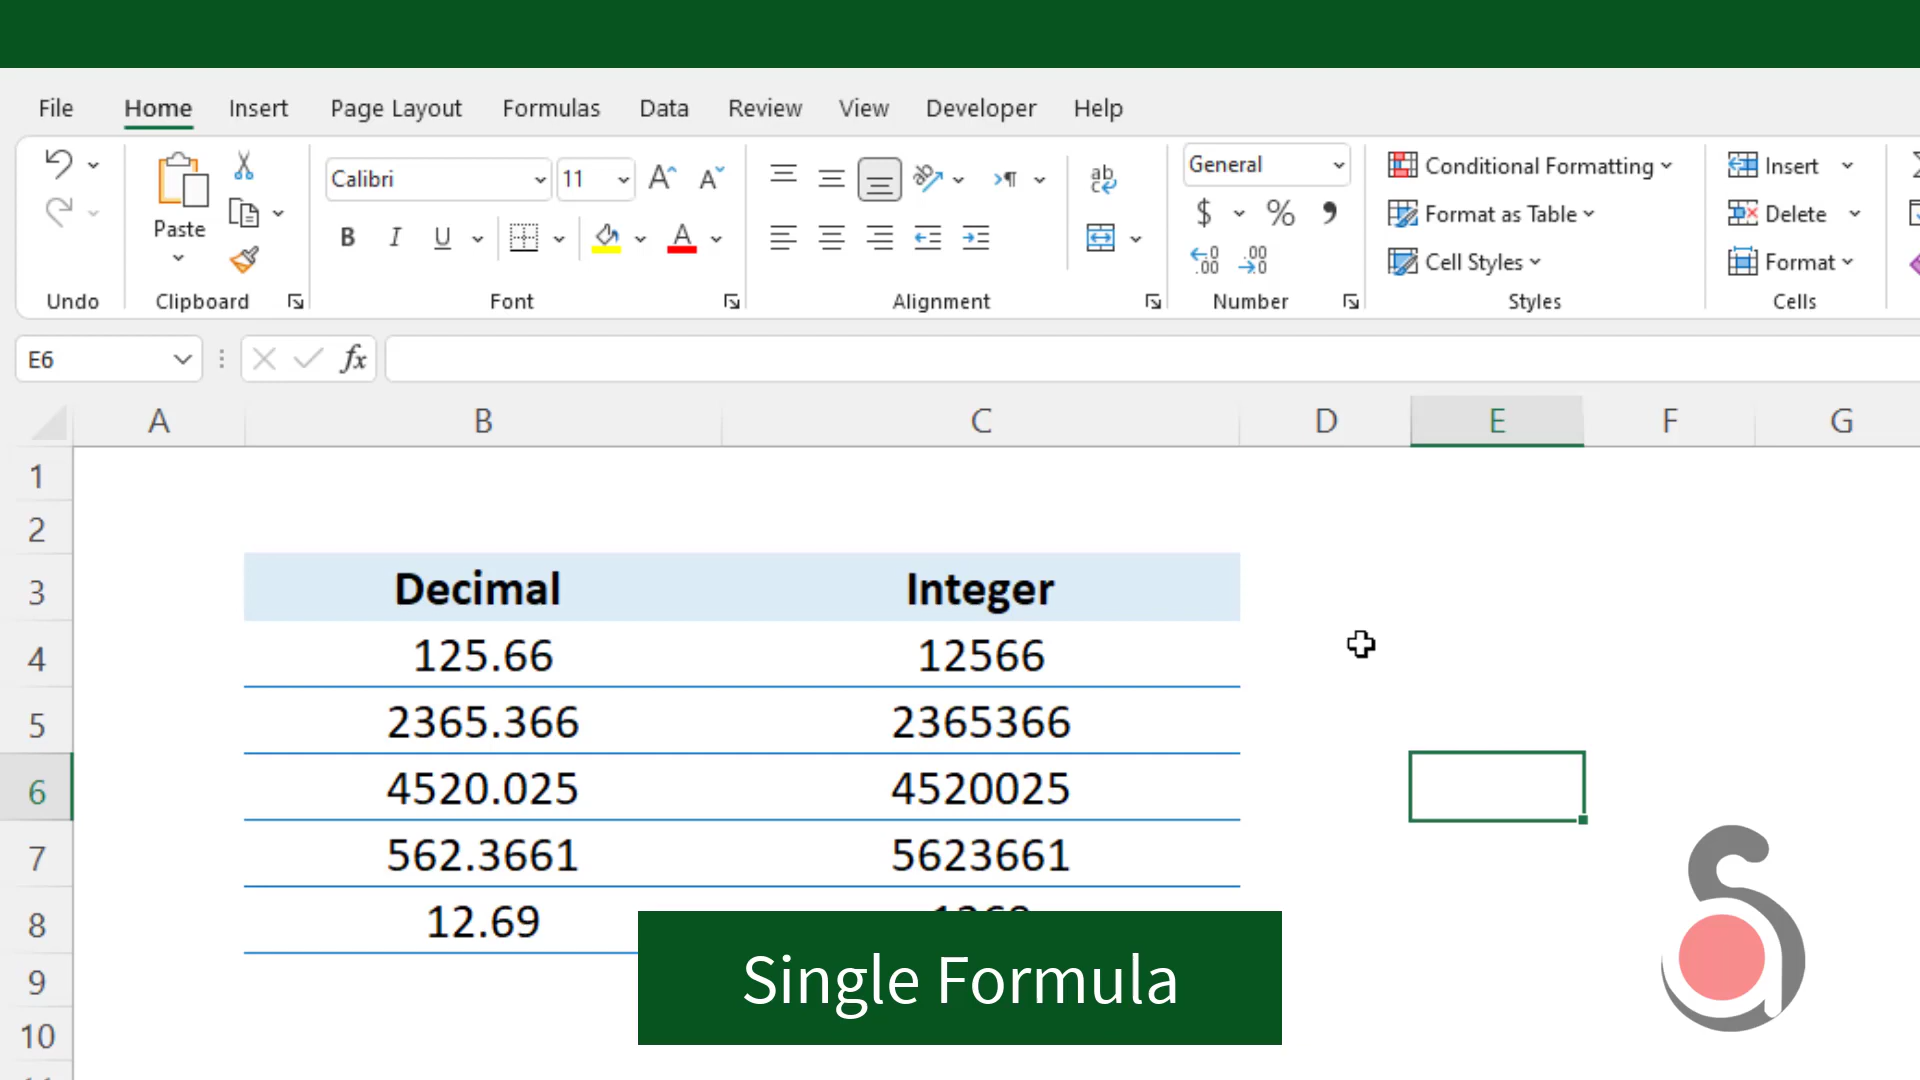 File Home Insert Page Layout Formulas Data Review View Developer Help
Paste
Calibri 11
B I U A
ab
General
$ % ,
Conditional Formatting
Format as Table
Cell Styles
Insert
Delete
Format
Undo Clipboard Font Alignment Number Styles Cells
E6 fx
A B C D E F G
1
2
3 Decimal Integer
4 125.66 12566
5 2365.366 2365366
6 4520.025 4520025
7 562.3661 5623661
8 12.69 1269
9
10
Single Formula